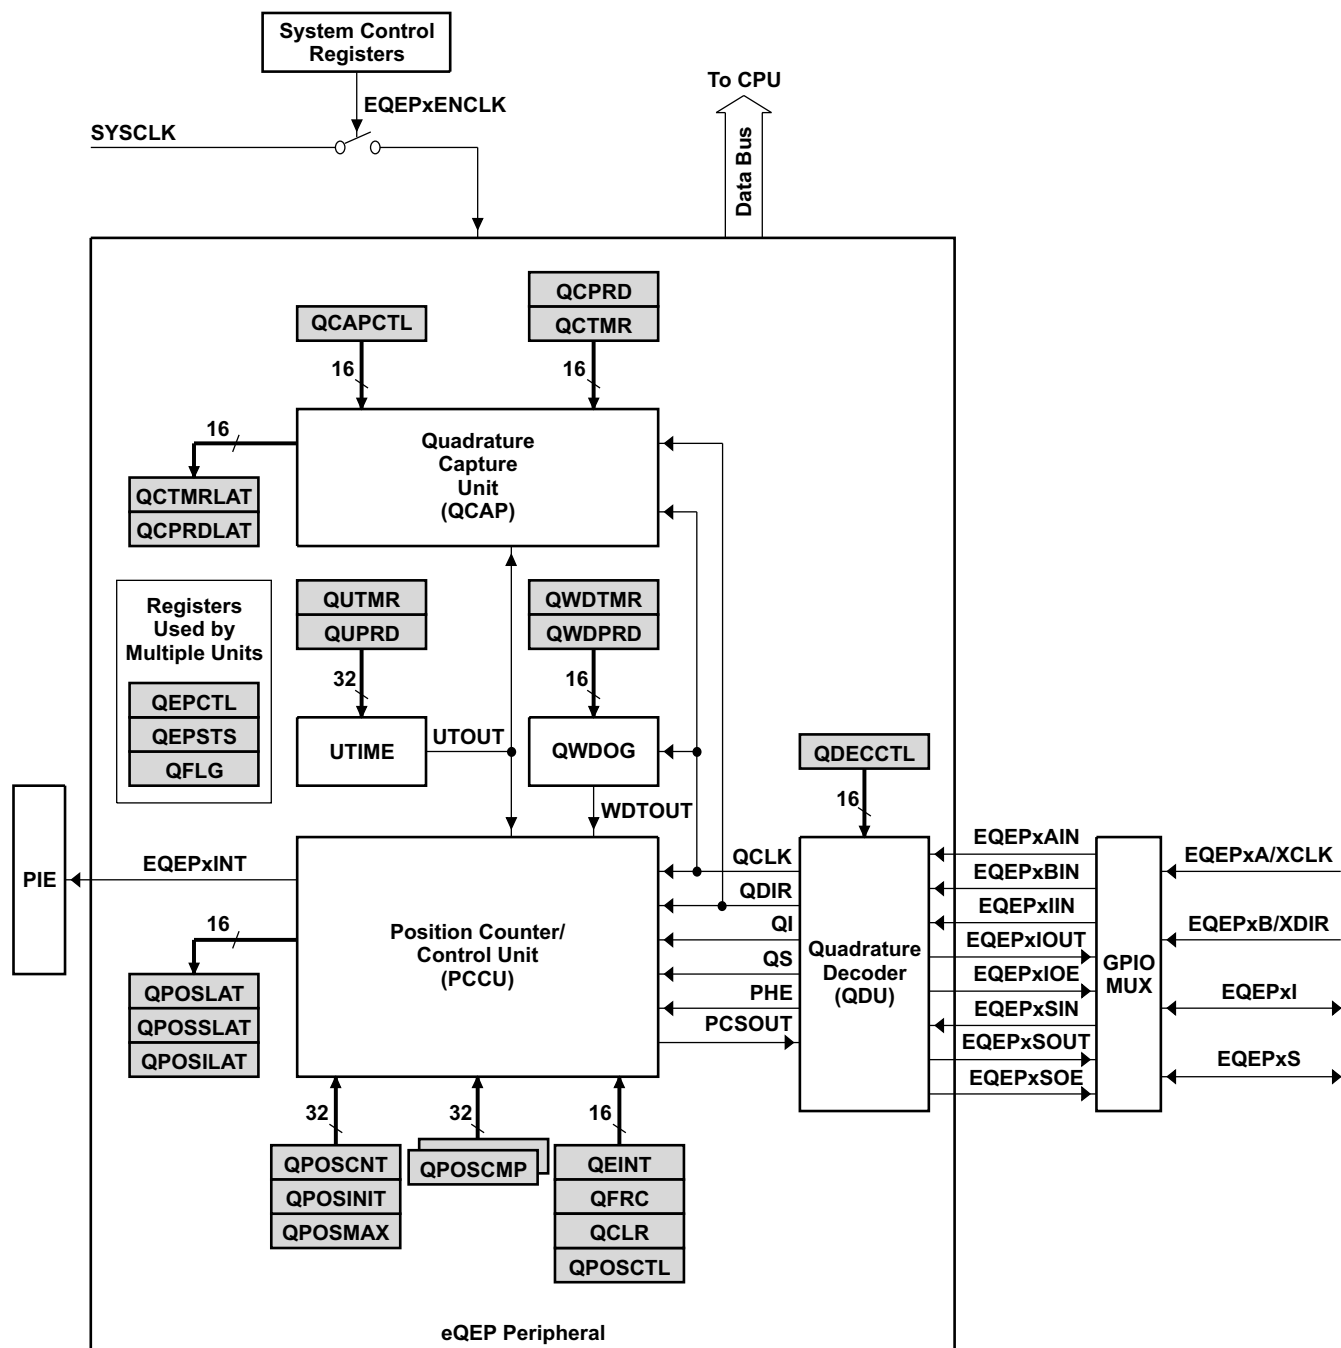 System Control
Registers
To CPU
EQEPxENCLK
SYSCLK
Data Bus
QCPRD
QCAPCTL
QCTMR
16
16
16
Quadrature
Capture
Unit
(QCAP)
QCTMRLAT
QCPRDLAT
Registers
Used by
Multiple Units
QEPCTL
QEPSTS
QFLG
QUTMR
QUPRD
QWDTMR
QWDPRD
32
16
UTIME
UTOUT
QWDOG
WDTOUT
QDECCTL
16
PIE
EQEPxINT
16
Position Counter/
Control Unit
(PCCU)
QCLK
QDIR
QI
QS
PHE
PCSOUT
Quadrature
Decoder
(QDU)
EQEPxAIN
EQEPxBIN
EQEPxIIN
EQEPxIOUT
EQEPxIOE
EQEPxSIN
EQEPxSOUT
EQEPxSOE
GPIO
MUX
EQEPxA/XCLK
EQEPxB/XDIR
EQEPxI
EQEPxS
QPOSLAT
QPOSSLAT
QPOSILAT
32
32
16
QPOSCNT
QPOSINIT
QPOSMAX
QPOSCMP
QEINT
QFRC
QCLR
QPOSCTL
eQEP Peripheral